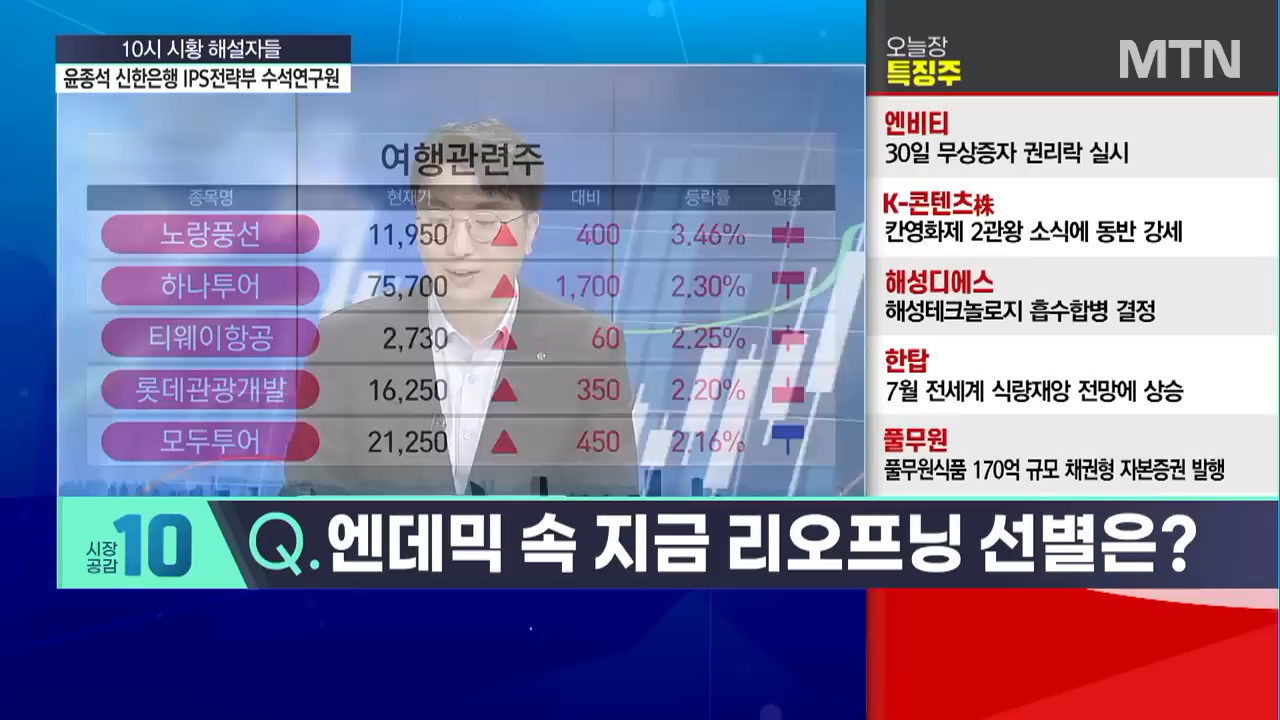 10시 시황 해설자들
윤종석 신한은행 IPS전략부 수석연구원
여행관련주
종목명 현재가 대비 등락률 일봉
노랑풍선 11,950 ▲ 400 3.46%
하나투어 75,700 ▲ 1,700 2.30%
티웨이항공 2,730 ▲ 60 2.25%
롯데관광개발 16,250 ▲ 350 2.20%
모두투어 21,250 ▲ 450 2.16%
오늘장
특징주
MTN
엔비티
30일 무상증자 권리락 실시
K-콘텐츠株
칸영화제 2관왕 소식에 동반 강세
해성디에스
해성테크놀로지 흡수합병 결정
한탑
7월 전세계 식량재앙 전망에 상승
풀무원
풀무원식품 170억 규모 채권형 자본증권 발행
시장
공감
10
Q. 엔데믹 속 지금 리오프닝 선별은?